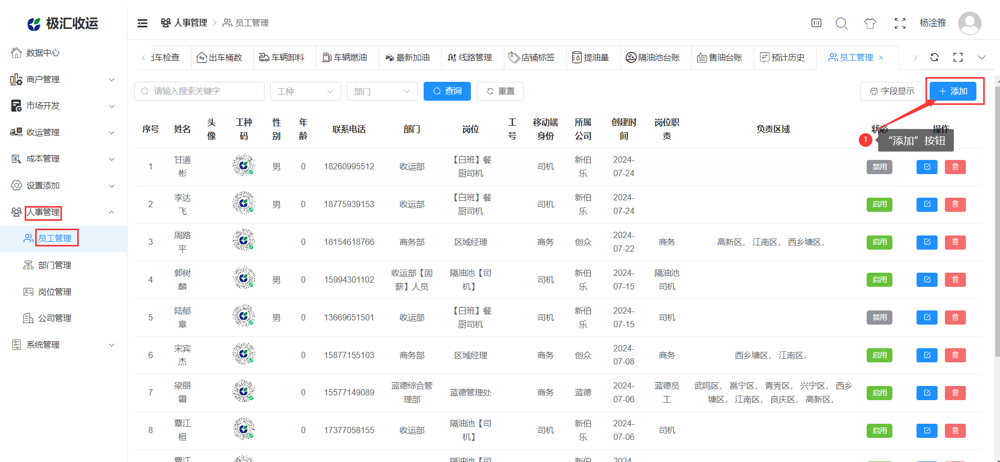 极汇收运
人事管理 > 员工管理
杨淦雅
数据中心
商户管理
市场开发
收运管理
成本管理
设置添加
人事管理
员工管理
部门管理
岗位管理
公司管理
系统管理
出车检查 出车桶数 车辆卸料 车辆燃油 最新加油 线路管理 店铺标签 提油量 隔油池台账 售油台账 预计历史 员工管理 ×
请输入搜索关键字 工种 部门 查询 重置 字段显示 + 添加
序号 姓名 头像 工种码 性别 年龄 联系电话 部门 岗位 工号 移动端身份 所属公司 创建时间 岗位职责 负责区域 状态 操作
1 “添加”按钮
1 甘道彬 男 0 18260995512 收运部 【白班】餐厨司机 司机 新伯乐 2024-07-24 禁用
2 李达飞 男 0 18775939153 收运部 【白班】餐厨司机 司机 新伯乐 2024-07-24 启用
3 周路平 0 18154618766 商务部 区域经理 商务 创众 2024-07-22 商务 高新区， 江南区， 西乡塘区， 启用
4 郭树麟 男 0 15994301102 收运部【固薪】人员 隔油池【司机】 司机 新伯乐 2024-07-15 隔油池司机 启用
5 陆郁章 男 0 13669651501 收运部 【白班】餐厨司机 司机 新伯乐 2024-07-15 司机 禁用
6 宋宾杰 0 15877155103 商务部 区域经理 商务 创众 2024-07-08 商务 西乡塘区， 江南区， 启用
7 梁丽霜 0 15577149089 蓝德综合管理部 蓝德管理处 商务 蓝德 2024-07-06 蓝德员工 武鸣区， 邕宁区， 青秀区， 兴宁区， 西乡塘区， 江南区， 良庆区， 高新区， 启用
8 覃江桓 0 17377058155 收运部 隔油池【司机】 司机 新伯乐 2024-07-06 司机 启用
覃江 隔油池【司 新伯 2024-